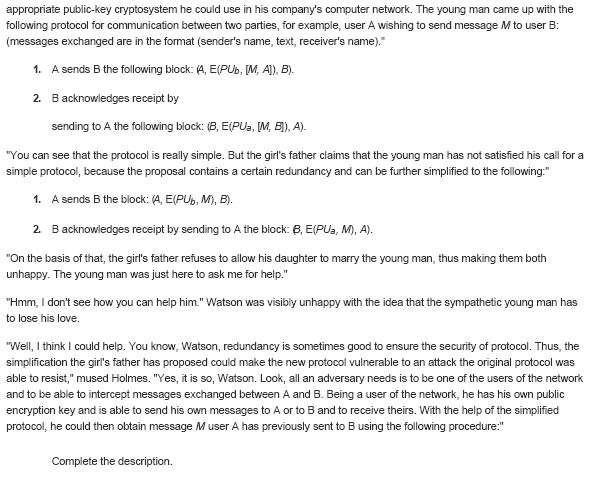 appropriate public-key cryptosystem he could use in his company's computer network. The young man came up with the
following protocol for communication between two parties, for example, user A wishing to send message M to user B:
(messages exchanged are in the format (sender's name, text, receiver's name)."
1. A sends B the following block: (A, E(PUb, [M, A]), B).
2. B acknowledges receipt by
sending to A the following block: (B, E(PUa, [M, B]), A).
"You can see that the protocol is really simple. But the girl's father claims that the young man has not satisfied his call for a
simple protocol, because the proposal contains a certain redundancy and can be further simplified to the following:"
1. A sends B the block: (A, E(PUb, M), B).
2. B acknowledges receipt by sending to A the block: (B, E(PUa, M), A).
"On the basis of that, the girl's father refuses to allow his daughter to marry the young man, thus making them both
unhappy. The young man was just here to ask me for help."
"Hmm, I don't see how you can help him." Watson was visibly unhappy with the idea that the sympathetic young man has
to lose his love.
"Well, I think I could help. You know, Watson, redundancy is sometimes good to ensure the security of protocol. Thus, the
simplification the girl's father has proposed could make the new protocol vulnerable to an attack the original protocol was
able to resist," mused Holmes. "Yes, it is so, Watson. Look, all an adversary needs is to be one of the users of the network
and to be able to intercept messages exchanged between A and B. Being a user of the network, he has his own public
encryption key and is able to send his own messages to A or to B and to receive theirs. With the help of the simplified
protocol, he could then obtain message M user A has previously sent to B using the following procedure:"
Complete the description.